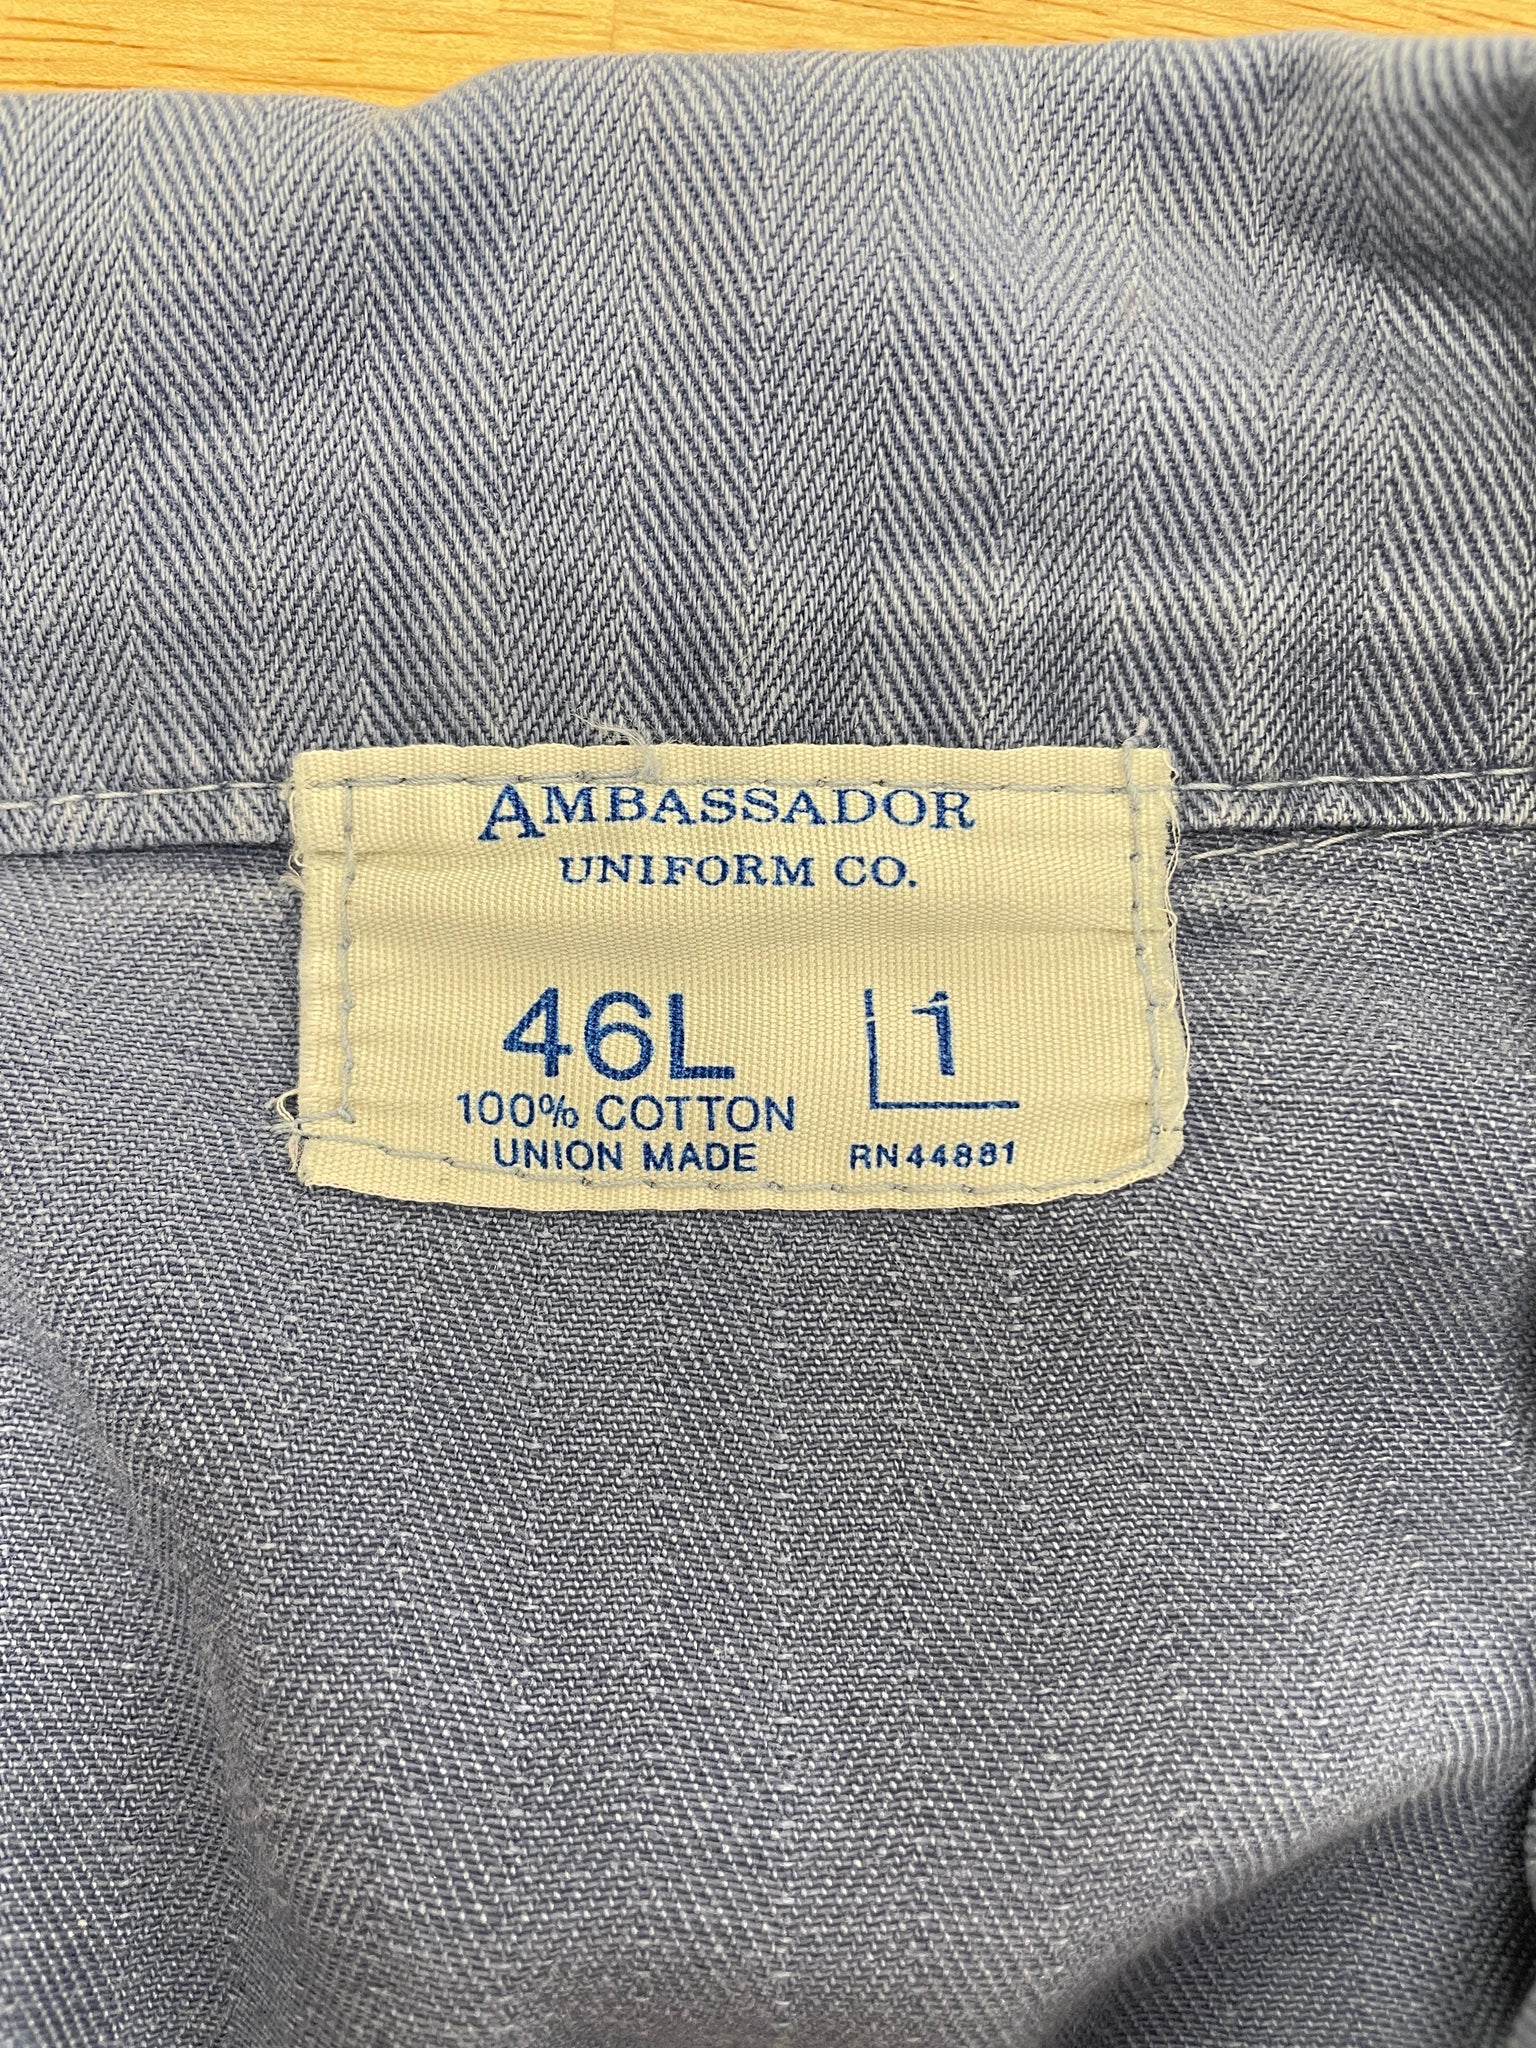 AMBASSADOR
UNIFORM CO.
46L 1
100% COTTON
UNION MADE RN44881